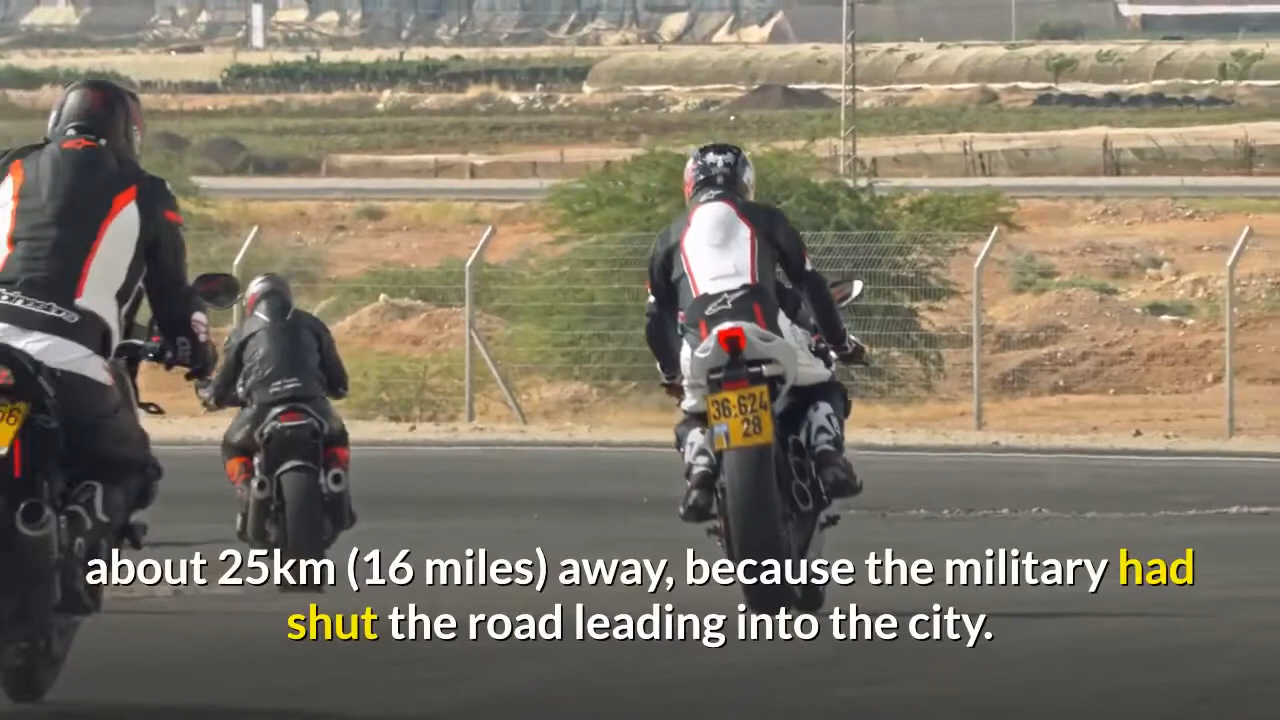 36:624
28
66
about 25km (16 miles) away, because the military had
shut the road leading into the city.